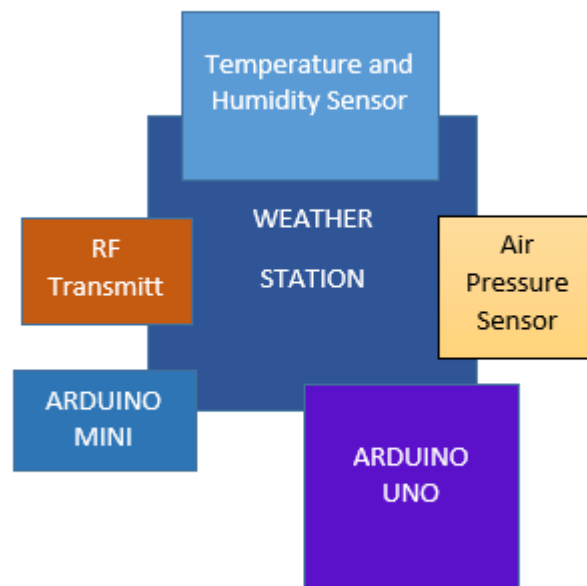 Temperature and
Humidity Sensor
WEATHER
STATION
RF
Transmitt
Air
Pressure
Sensor
ARDUINO
MINI
ARDUINO
UNO